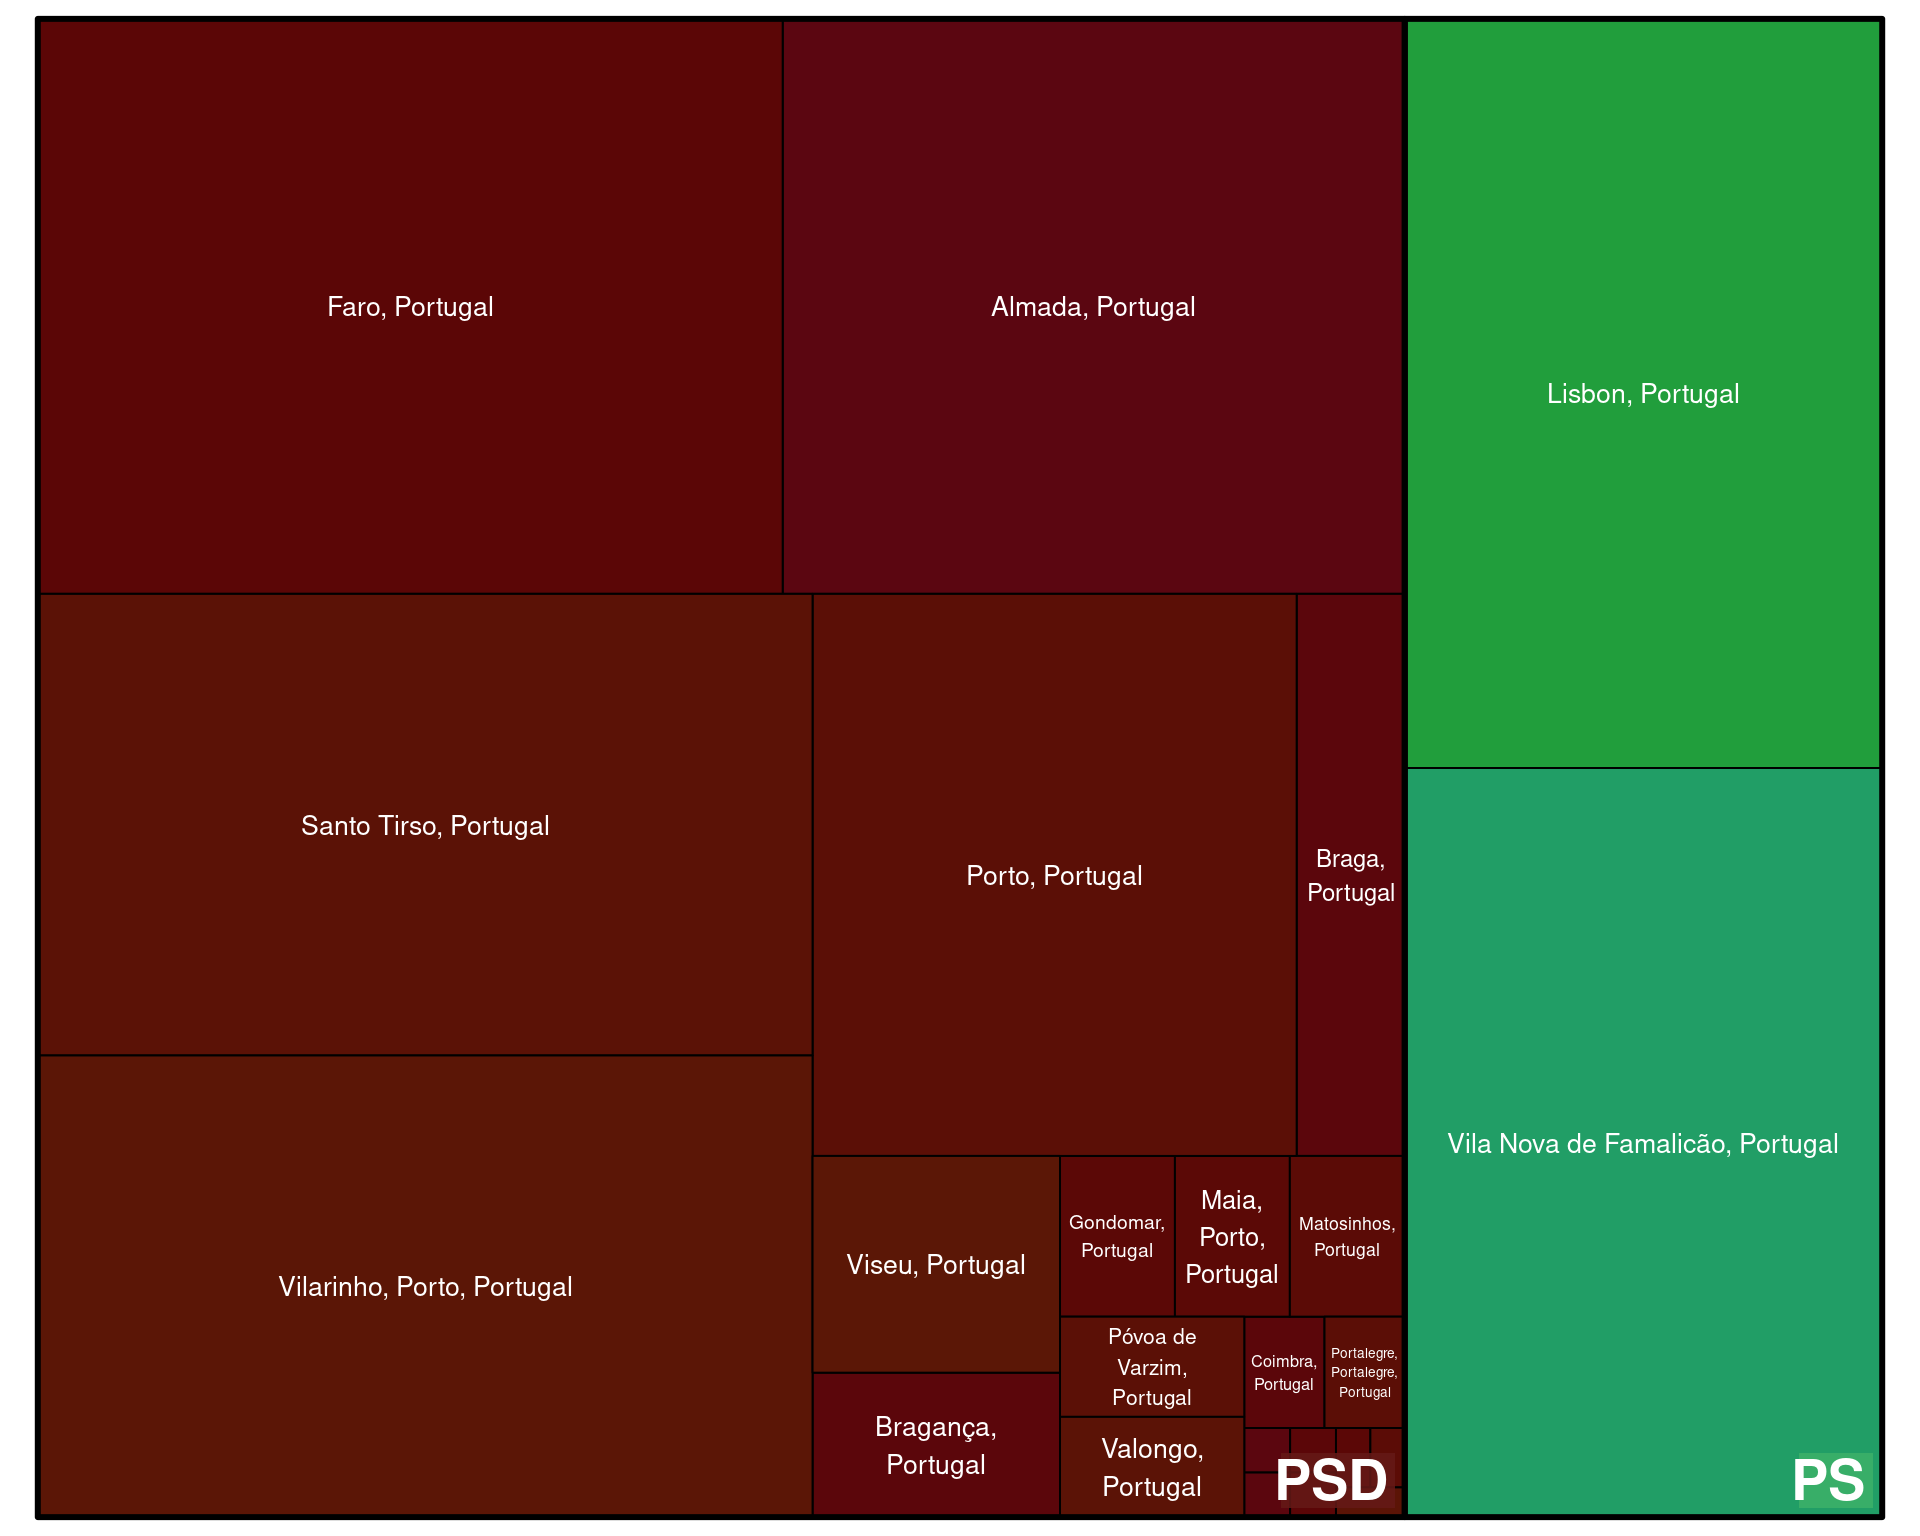 Faro, Portugal
Almada, Portugal
Lisbon, Portugal
Santo Tirso, Portugal
Porto, Portugal
Braga,
Portugal
Vila Nova de Famalicão, Portugal
Vilarinho, Porto, Portugal
Viseu, Portugal
Gondomar,
Portugal
Maia,
Porto,
Portugal
Matosinhos,
Portugal
Póvoa de
Varzim,
Portugal
Coimbra,
Portugal
Portalegre,
Portalegre,
Portugal
Bragança,
Portugal
Valongo,
Portugal
PSD
PS